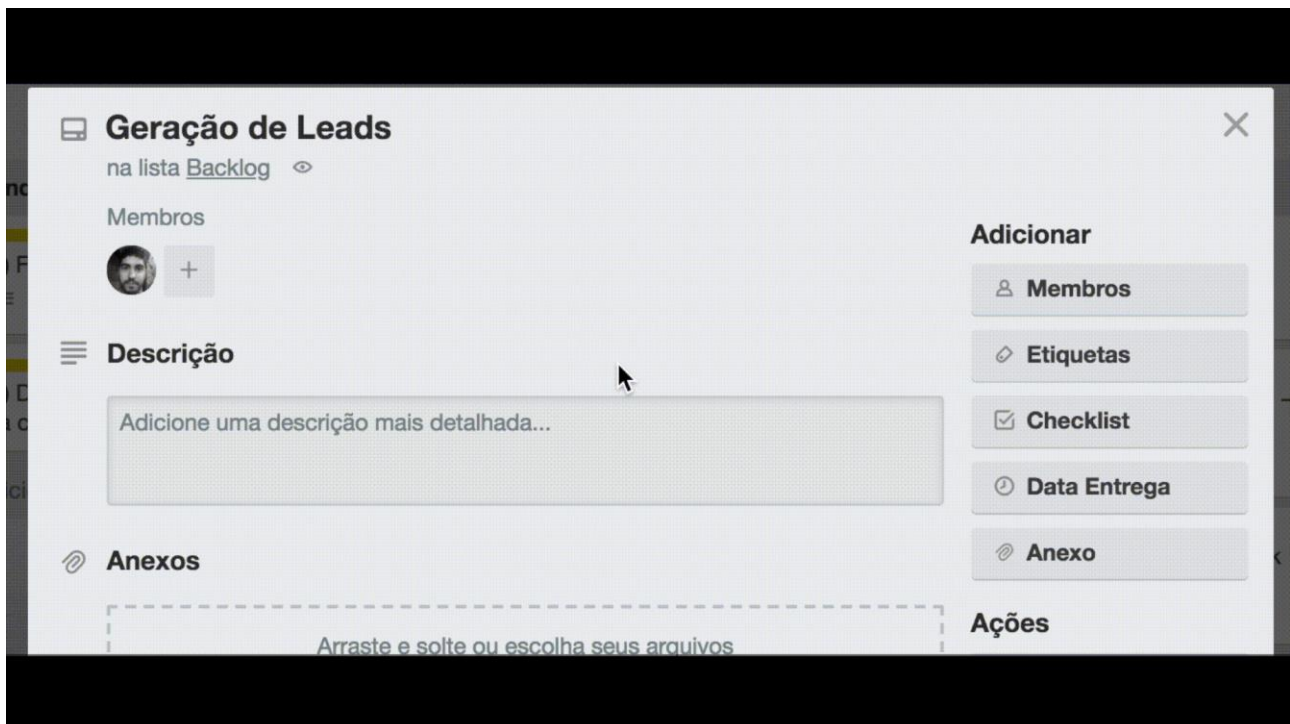 Geração de Leads
na lista Backlog
Membros
Descrição
Adicione uma descrição mais detalhada...
Anexos
Arraste e solte ou escolha seus arquivos
Adicionar
Membros
Etiquetas
Checklist
Data Entrega
Anexo
Ações